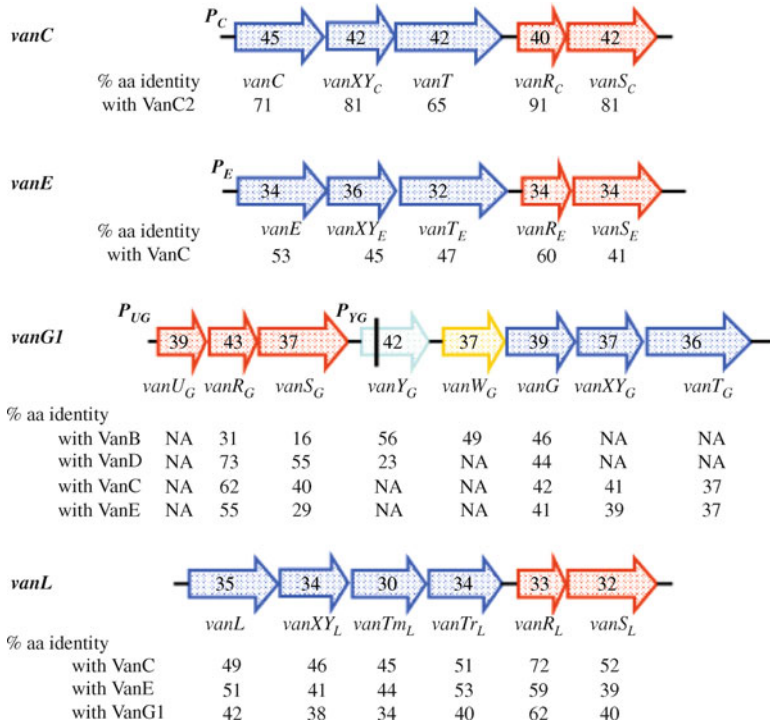 vanC P_C 45 42 42 40 42
% aa identity vanC vanXY_C vanT vanR_C vanS_C
with VanC2 71 81 65 91 81
vanE P_E 34 36 32 34 34
% aa identity vanE vanXY_E vanT_E vanR_E vanS_E
with VanC 53 45 47 60 41
vanG1 P_UG 39 43 37 P_YG 42 37 39 37 36
vanU_G vanR_G vanS_G vanY_G vanW_G vanG vanXY_G vanT_G
% aa identity
with VanB NA 31 16 56 49 46 NA NA
with VanD NA 73 55 23 NA 44 NA NA
with VanC NA 62 40 NA NA 42 41 37
with VanE NA 55 29 NA NA 41 39 37
vanL 35 34 30 34 33 32
vanL vanXY_L vanTm_L vanTr_L vanR_L vanS_L
% aa identity
with VanC 49 46 45 51 72 52
with VanE 51 41 44 53 59 39
with VanG1 42 38 34 40 62 40